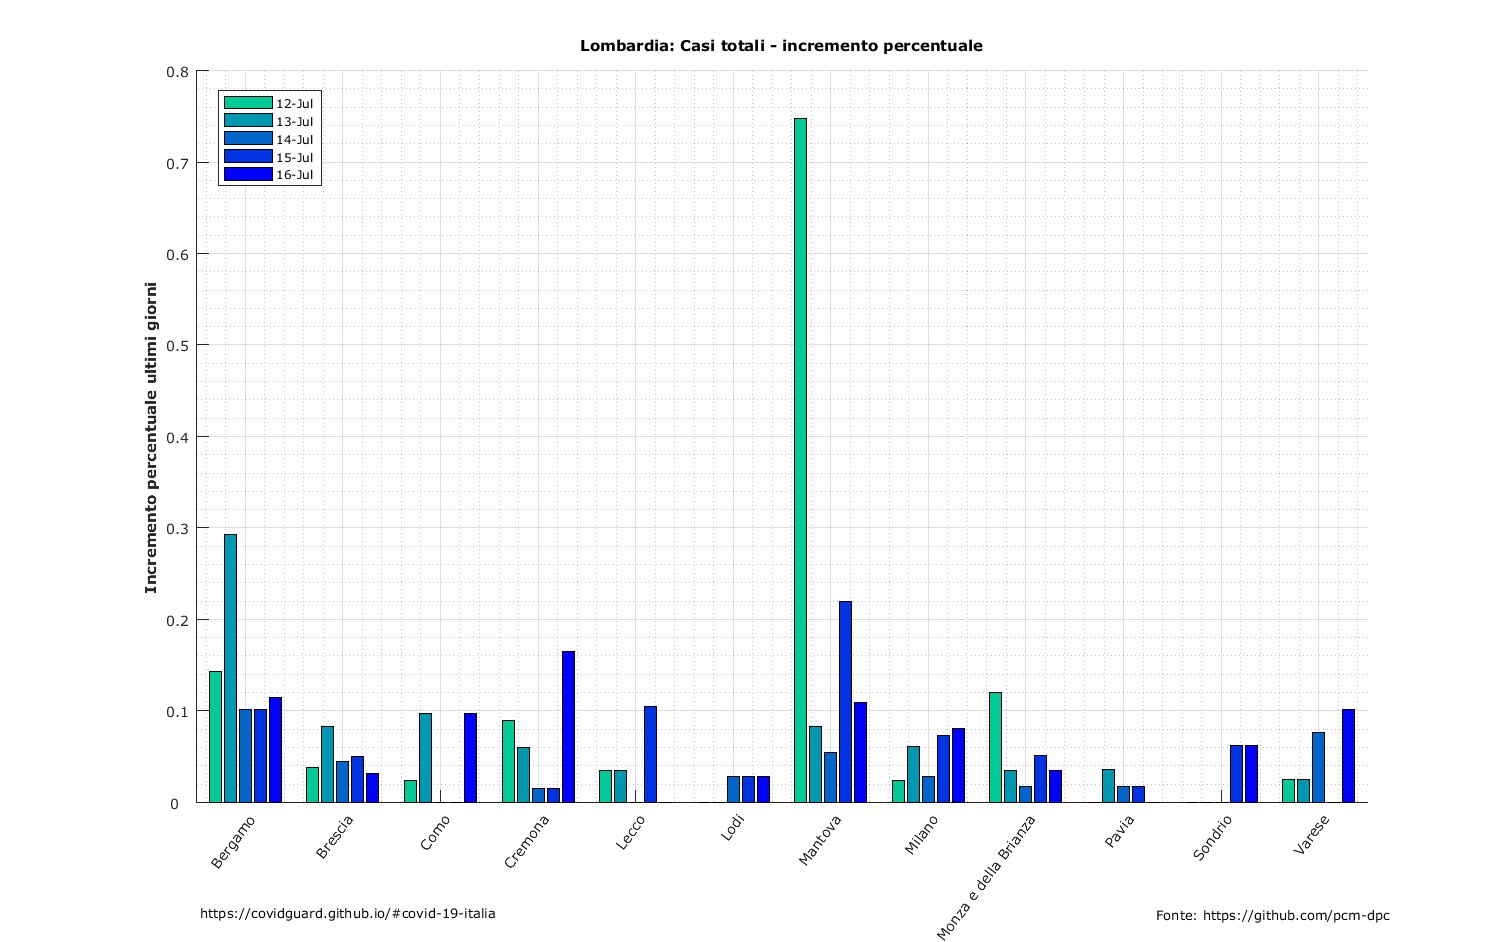 Lombardia: Casi totali - incremento percentuale
Incremento percentuale ultimi giorni
0.8
0.7
0.6
0.5
0.4
0.3
0.2
0.1
0
12-Jul
13-Jul
14-Jul
15-Jul
16-Jul
Bergamo
Brescia
Como
Cremona
Lecco
Lodi
Mantova
Milano
Monza e della Brianza
Pavia
Sondrio
Varese
https://covidguard.github.io/#covid-19-italia
Fonte: https://github.com/pcm-dpc